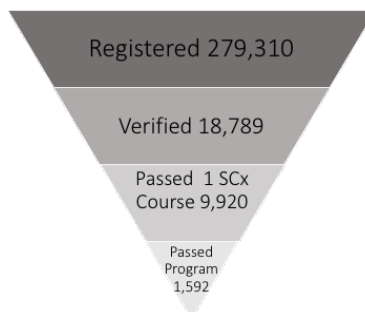 Registered 279,310
Verified 18,789
Passed 1 SCx
Course 9,920
Passed
Program
1,592